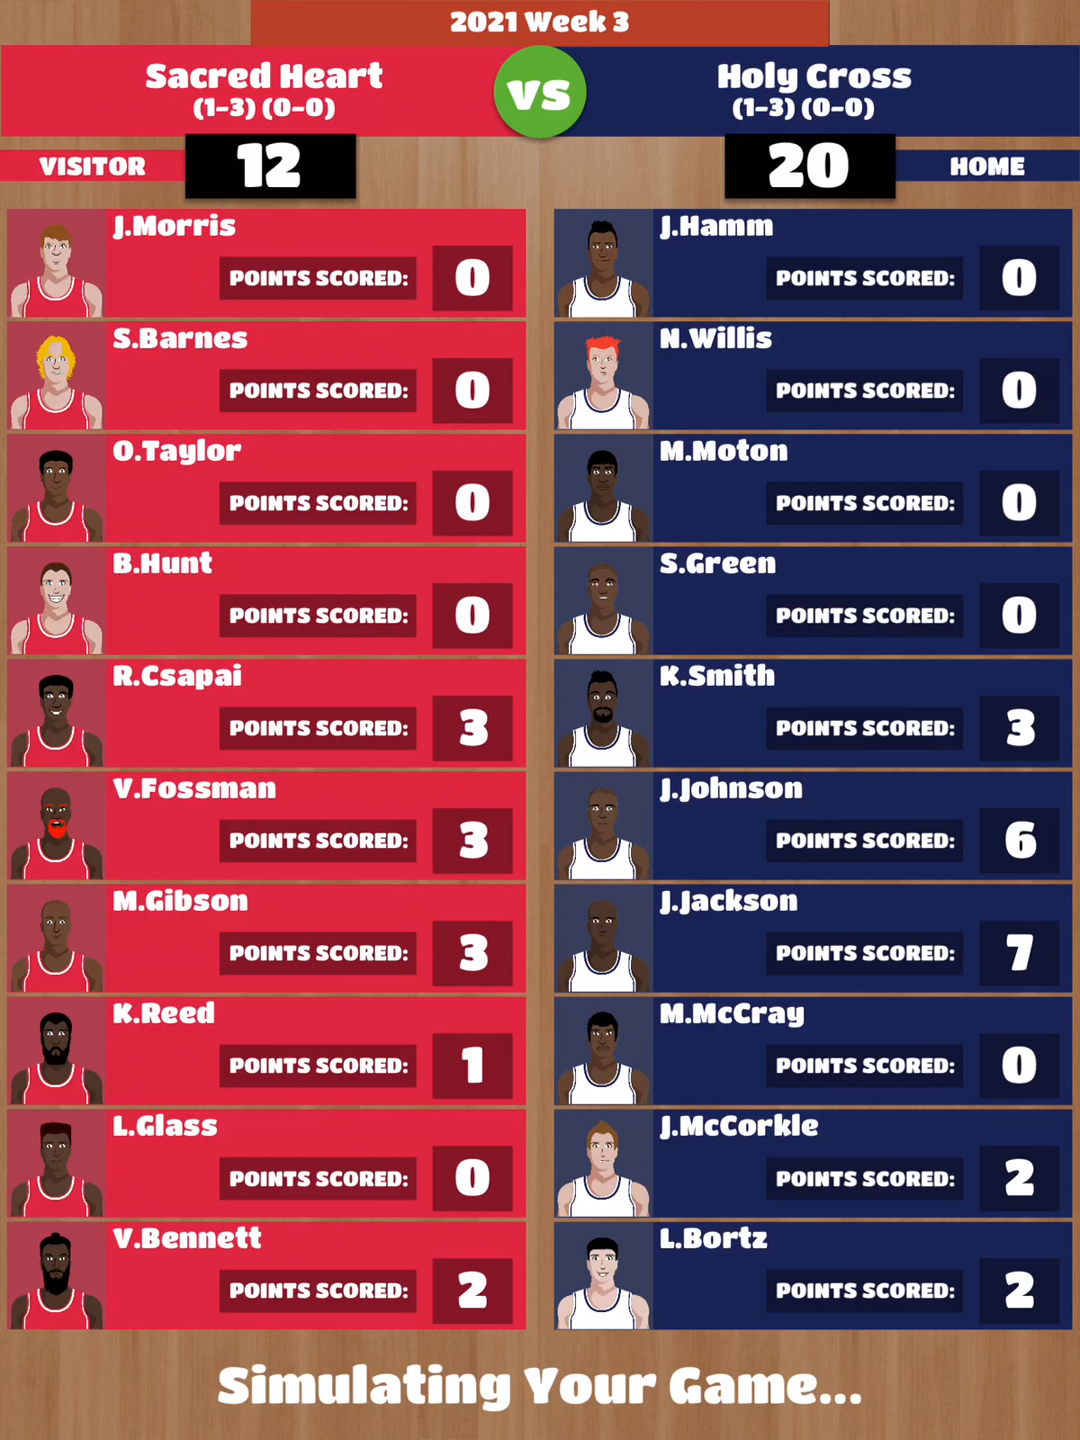 2021 Week 3
Sacred Heart
(1-3) (0-0)
VS
Holy Cross
(1-3) (0-0)
VISITOR
12
20
HOME
J.Morris
POINTS SCORED: 0
S.Barnes
POINTS SCORED: 0
O.Taylor
POINTS SCORED: 0
B.Hunt
POINTS SCORED: 0
R.Csapai
POINTS SCORED: 3
V.Fossman
POINTS SCORED: 3
M.Gibson
POINTS SCORED: 3
K.Reed
POINTS SCORED: 1
L.Glass
POINTS SCORED: 0
V.Bennett
POINTS SCORED: 2
J.Hamm
POINTS SCORED: 0
N.Willis
POINTS SCORED: 0
M.Moton
POINTS SCORED: 0
S.Green
POINTS SCORED: 0
K.Smith
POINTS SCORED: 3
J.Johnson
POINTS SCORED: 6
J.Jackson
POINTS SCORED: 7
M.McCray
POINTS SCORED: 0
J.McCorkle
POINTS SCORED: 2
L.Bortz
POINTS SCORED: 2
Simulating Your Game...